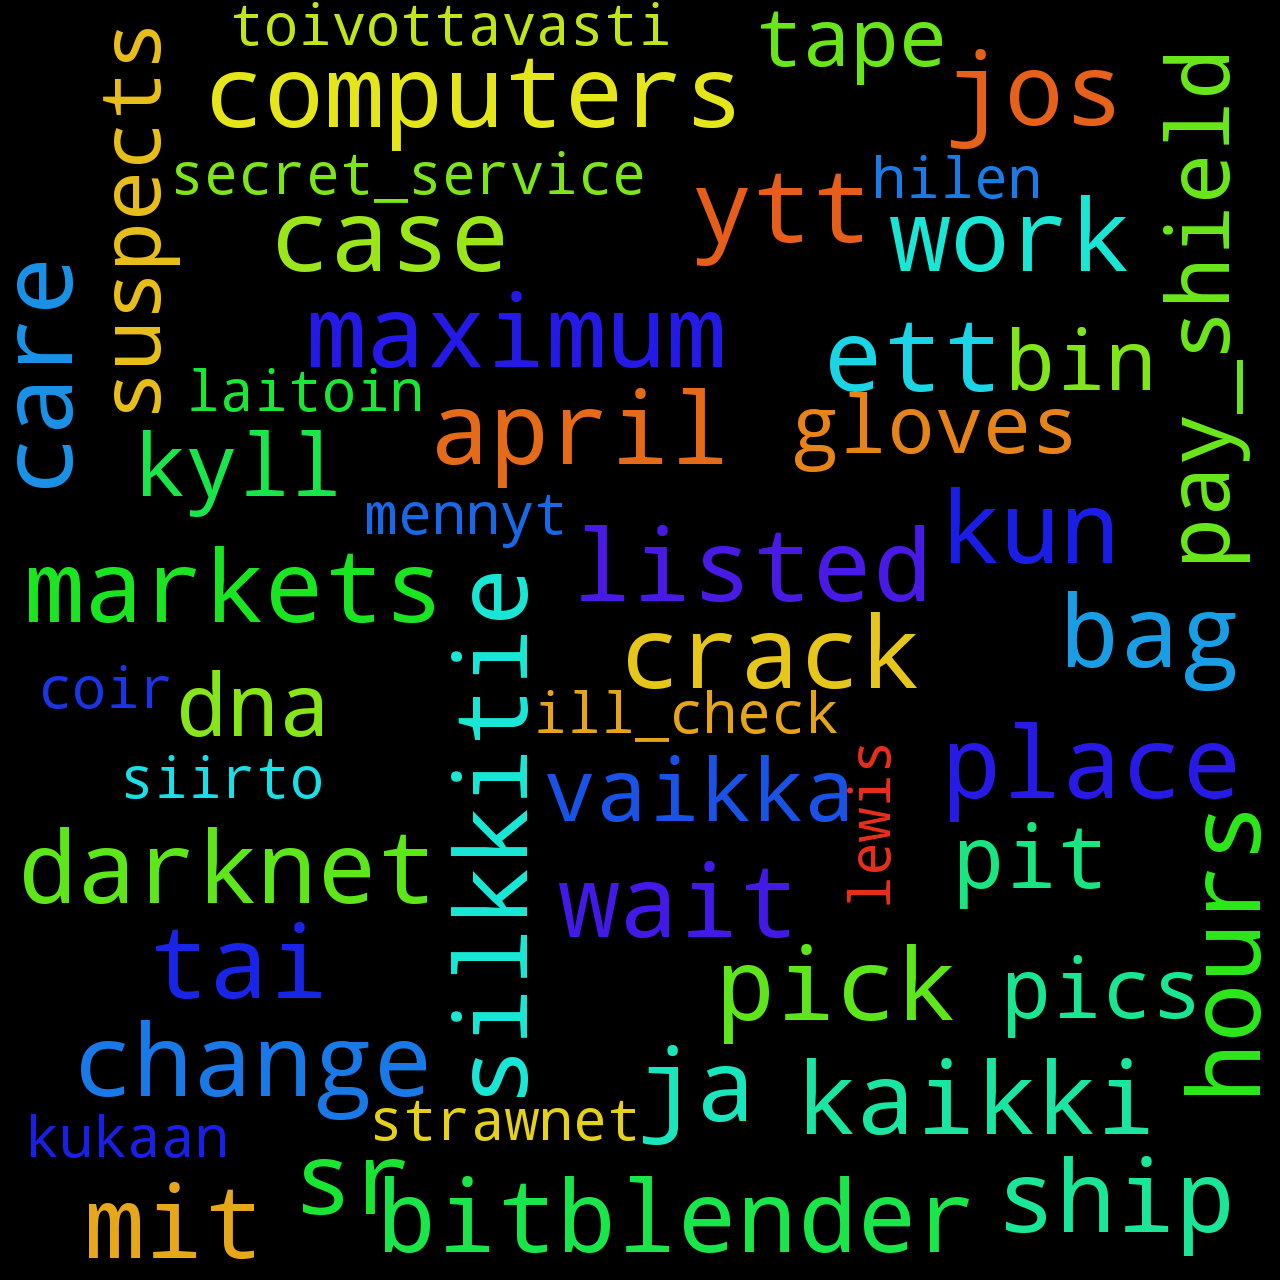 toivottavasti
tape
computers
jos
suspects
pay_shield
secret_service
hilen
ytt
case
work
care
maximum
ett
bin
laitoin
april
gloves
kyll
mennyt
kun
listed
markets
silkkitie
bag
crack
coir
dna
ill_check
place
siirto
vaikka
lewis
hours
darknet
pit
wait
tai
pick
pics
change
ja
kaikki
strawnet
kukaan
sr
ship
mit
bitblender